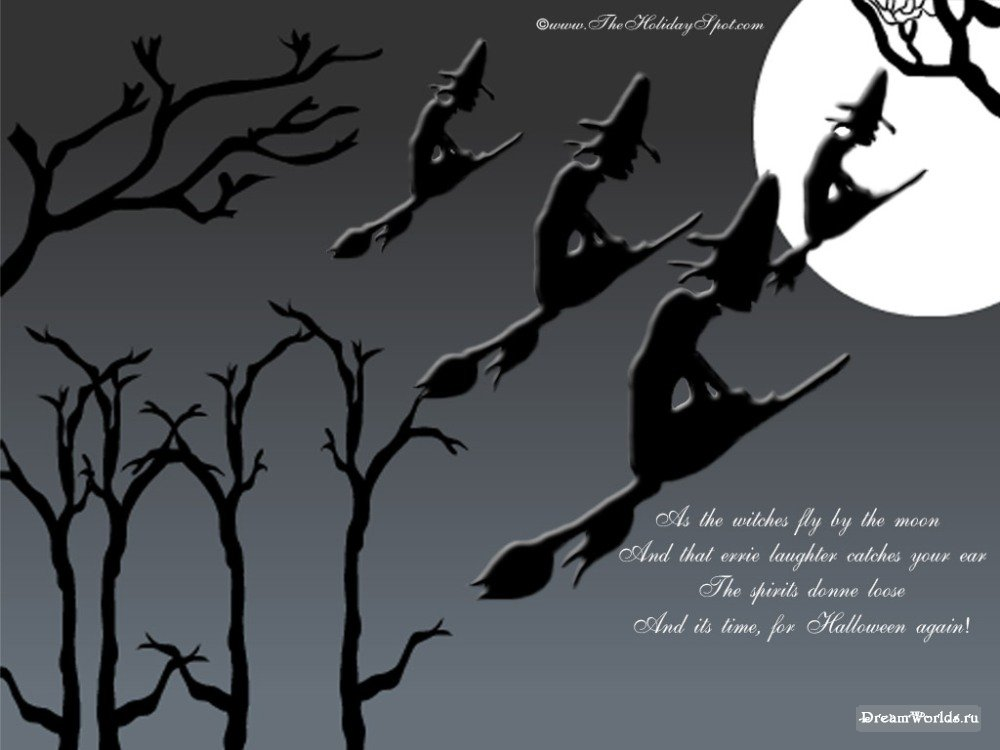 ©www.TheHolidaySpot.com
As the witches fly by the moon
And that errie laughter catches your ear
The spirits donne loose
And its time, for Halloween again!
DreamWorlds.ru